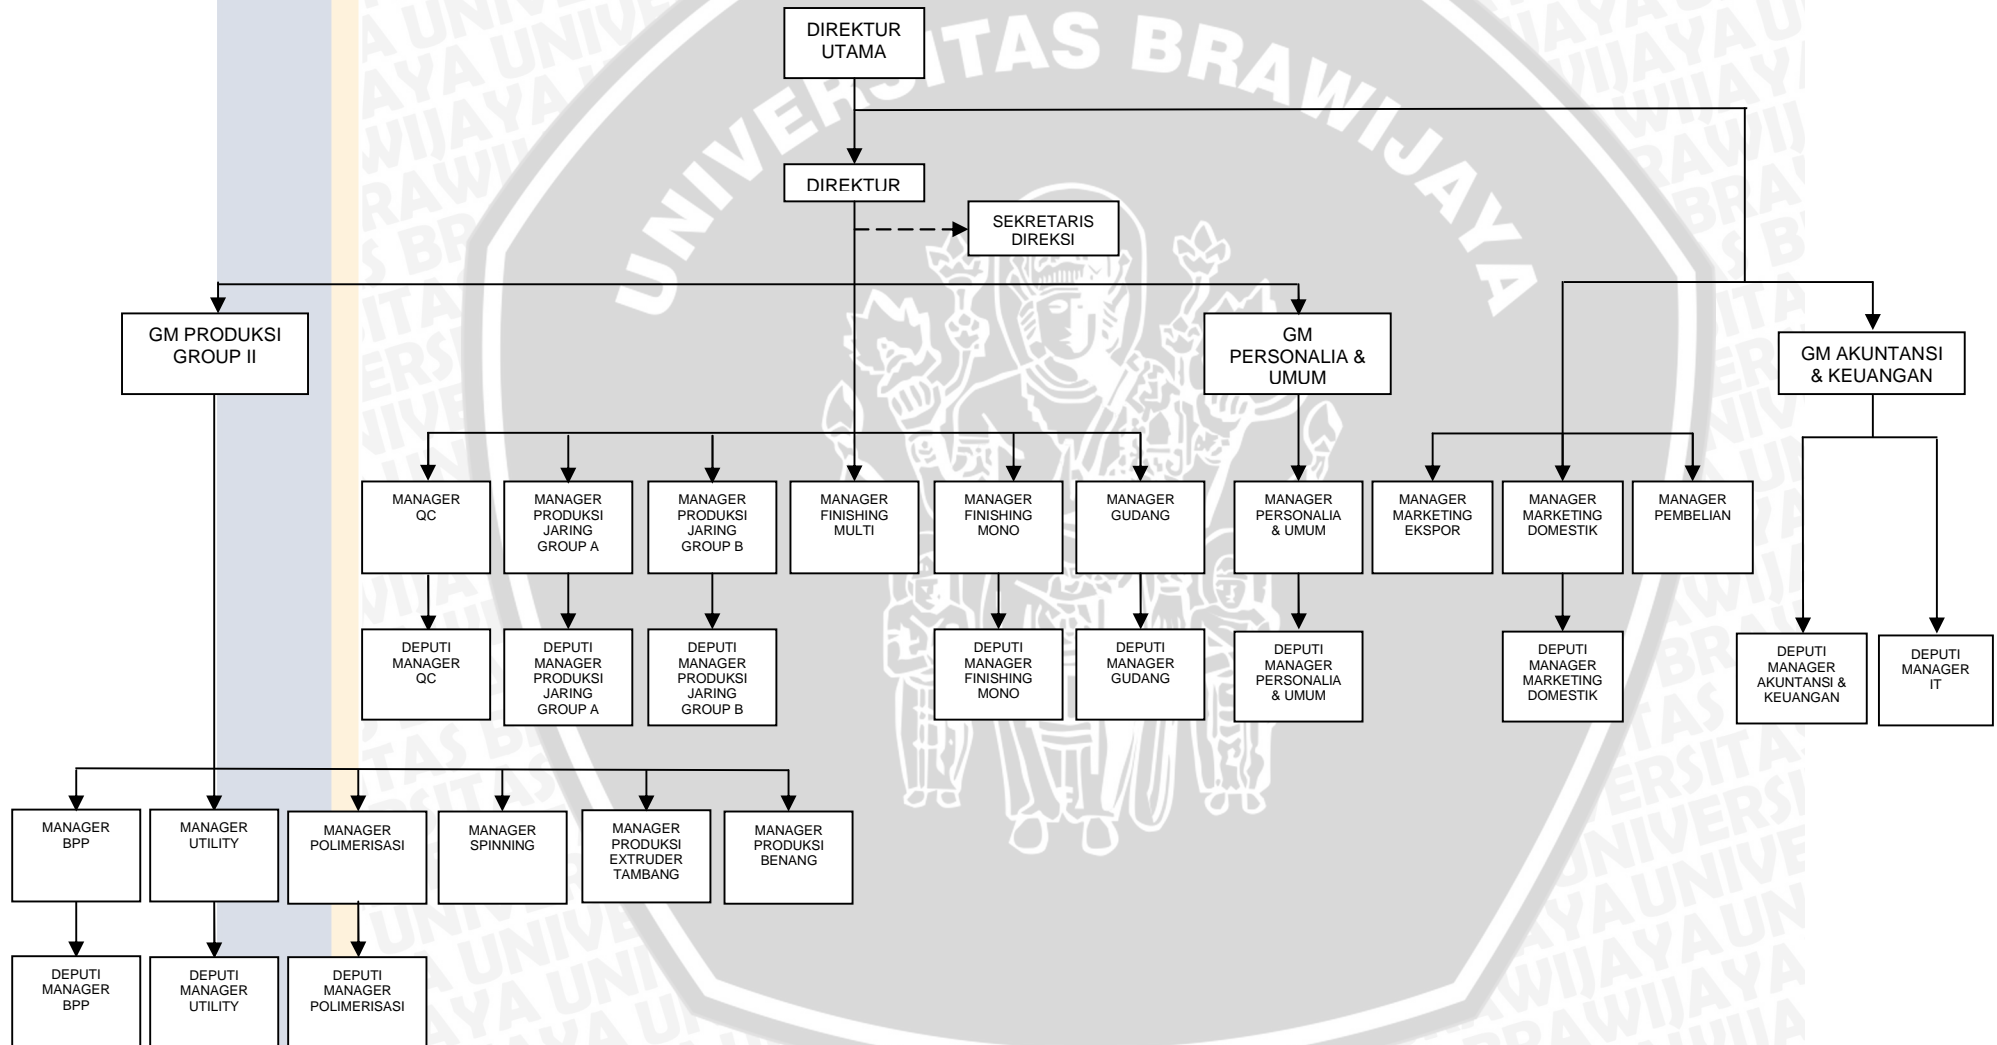 DIREKTUR
UTAMA
UNIVERSITAS BRAWIJAYA
DIREKTUR
SEKRETARIS
DIREKSI
GM PRODUKSI
GROUP II
GM
PERSONALIA &
UMUM
GM AKUNTANSI
& KEUANGAN
MANAGER
QC
MANAGER
PRODUKSI
JARING
GROUP A
MANAGER
PRODUKSI
JARING
GROUP B
MANAGER
FINISHING
MULTI
MANAGER
FINISHING
MONO
MANAGER
GUDANG
MANAGER
PERSONALIA
& UMUM
MANAGER
MARKETING
EKSPOR
MANAGER
MARKETING
DOMESTIK
MANAGER
PEMBELIAN
DEPUTI
MANAGER
QC
DEPUTI
MANAGER
PRODUKSI
JARING
GROUP A
DEPUTI
MANAGER
PRODUKSI
JARING
GROUP B
DEPUTI
MANAGER
FINISHING
MONO
DEPUTI
MANAGER
GUDANG
DEPUTI
MANAGER
PERSONALIA
& UMUM
DEPUTI
MANAGER
MARKETING
DOMESTIK
DEPUTI
MANAGER
AKUNTANSI &
KEUANGAN
DEPUTI
MANAGER
IT
MANAGER
BPP
MANAGER
UTILITY
MANAGER
POLIMERISASI
MANAGER
SPINNING
MANAGER
PRODUKSI
EXTRUDER
TAMBANG
MANAGER
PRODUKSI
BENANG
DEPUTI
MANAGER
BPP
DEPUTI
MANAGER
UTILITY
DEPUTI
MANAGER
POLIMERISASI